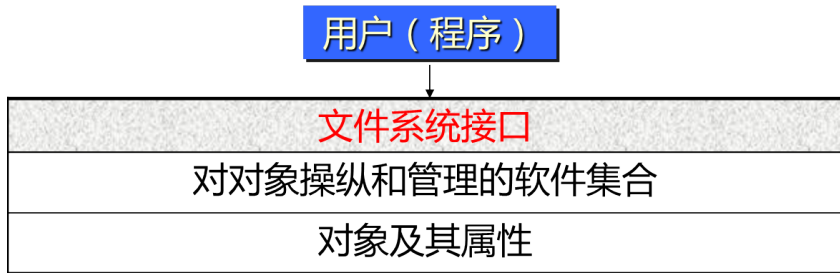 用户（程序）
文件系统接口
对对象操纵和管理的软件集合
对象及其属性